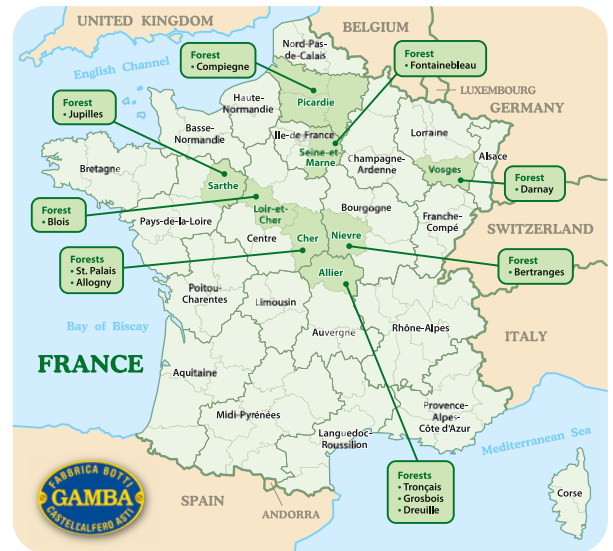 UNITED KINGDOM
BELGIUM
Nord-Pas-
de-Calais
English Channel
Forest
• Compiegne
Forest
• Fontainebleau
LUXEMBOURG
GERMANY
Forest
• Jupilles
Haute-
Normandie
Picardie
Basse-
Normandie
Ile-de-France
Seine-et-
Marne
Lorraine
Champagne-
Ardenne
Alsace
Bretagne
Sarthe
Vosges
Forest
• Darnay
Forest
• Blois
Loir-et-
Cher
Pays-de-la-Loire
Bourgogne
Franche-
Compé
SWITZERLAND
Centre
Cher
Nievre
Forests
• St. Palais
• Allogny
Forest
• Bertranges
Allier
Poitou-
Charentes
Limousin
Bay of Biscay
Auvergne
Rhône-Alpes
ITALY
FRANCE
Aquitaine
Midi-Pyrénées
Provence-
Alpes-
Côte d'Azur
Languedoc-
Roussilion
Mediterranean Sea
Forests
• Tronçais
• Grosbois
• Dreuille
Corse
FABBRICA BOTTI
GAMBA
CASTELCALFERO ASTI
SPAIN
ANDORRA